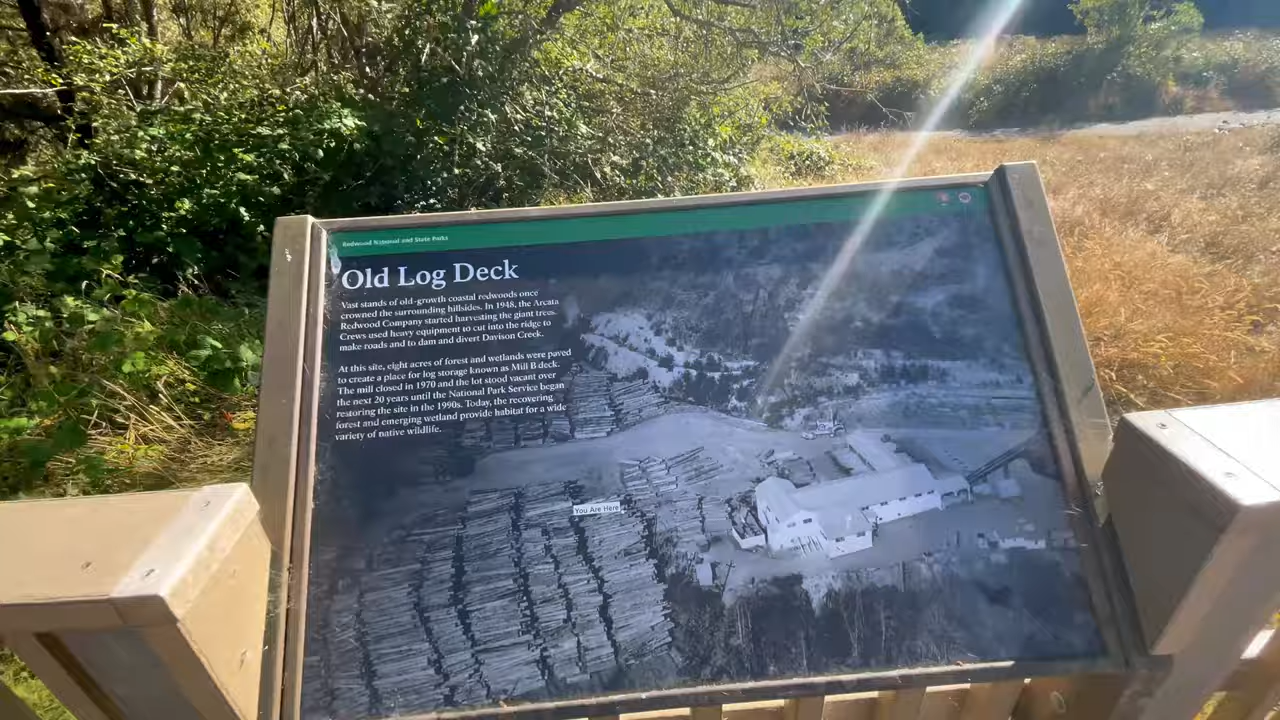 Redwood National and State Parks
Old Log Deck
Vast stands of old-growth coastal redwoods once
crowned the surrounding hillsides. In 1948, the Arcata
Redwood Company started harvesting the giant trees.
Crews used heavy equipment to cut into the ridge to
make roads and to dam and divert Davison Creek.
At this site, eight acres of forest and wetlands were paved
to create a place for log storage known as Mill B deck.
The mill closed in 1970 and the lot stood vacant over
the next 20 years until the National Park Service began
restoring the site in the 1990s. Today, the recovering
forest and emerging wetland provide habitat for a wide
variety of native wildlife.
You Are Here